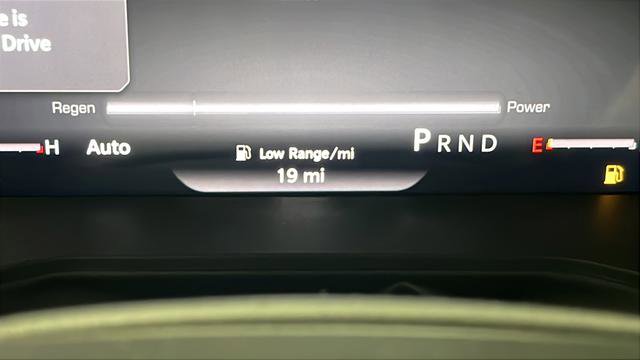 e is
Drive
Regen
Power
H
Auto
Low Range/mi
19 mi
PRND
E